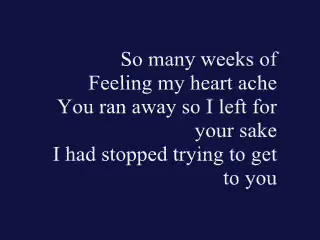 So many weeks of
Feeling my heart ache
You ran away so I left for
your sake
I had stopped trying to get
to you